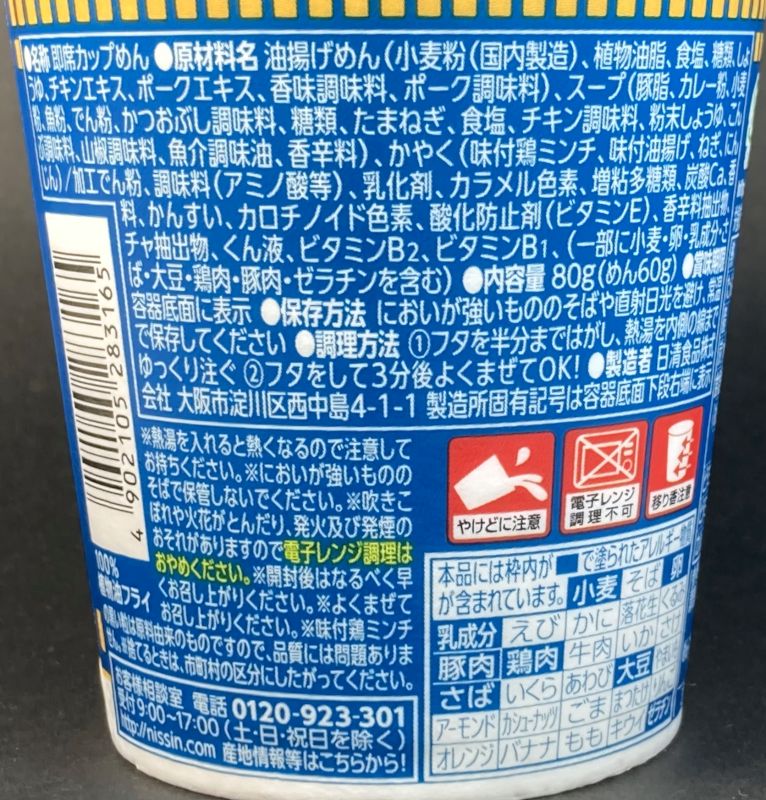 ●名称 即席カップめん ●原材料名 油揚げめん(小麦粉(国内製造)、植物油脂、食塩、糖類、しょ
うゆ、チキンエキス、ポークエキス、香味調味料、ポーク調味料)、スープ(豚脂、カレー粉、小麦
粉、魚粉、でん粉、かつおぶし調味料、糖類、たまねぎ、食塩、チキン調味料、粉末しょうゆ、こん
ぶ調味料、山椒調味料、魚介調味油、香辛料)、かやく(味付鶏ミンチ、味付油揚げ、ねぎ、にん
じん)/加工でん粉、調味料(アミノ酸等)、乳化剤、カラメル色素、増粘多糖類、炭酸Ca、香
料、かんすい、カロチノイド色素、酸化防止剤(ビタミンE)、香辛料抽出物、
チャ抽出物、くん液、ビタミンB2、ビタミンB1、(一部に小麦・卵・乳成分・さ
ば・大豆・鶏肉・豚肉・ゼラチンを含む) ●内容量 80g(めん60g) ●賞味期限
容器底面に表示 ●保存方法 においが強いもののそばや直射日光を避け、常温
で保存してください ●調理方法 ①フタを半分まではがし、熱湯を内側の線まで
ゆっくり注ぐ ②フタをして3分後よくまぜてOK! ●製造者 日清食品株式
会社 大阪市淀川区西中島4-1-1 製造所固有記号は容器底面下段右端に表示
4 902105 283165
※熱湯を入れると熱くなるので注意して
お持ちください。※においが強いものの
そばで保管しないでください。※吹きこ
ぼれや火花がとんだり、発火及び発煙の
おそれがありますので電子レンジ調理は
おやめください。※開封後はなるべく早
くお召し上がりください。※よくまぜて
お召し上がりください。※味付鶏ミンチ
の黒い粒は原料由来のものですので、品質には問題ありま
せん。※捨てるときは、市町村の区分にしたがってください。
100%
植物油フライ
お客様相談室 電話 0120-923-301
受付9:00~17:00(土・日・祝日を除く)
http://nissin.com 産地情報等はこちらから!
やけどに注意
電子レンジ
調理不可
移り香注意
本品には枠内が■で塗られたアレルギー物質
が含まれています。 小麦 そば 卵
乳成分 えび かに 落花生 くるみ
豚肉 鶏肉 牛肉 いか さけ
さば いくら あわび 大豆 やまいも
アーモンド カシューナッツ ごま まつたけ りんご
オレンジ バナナ もも キウイ ゼラチン